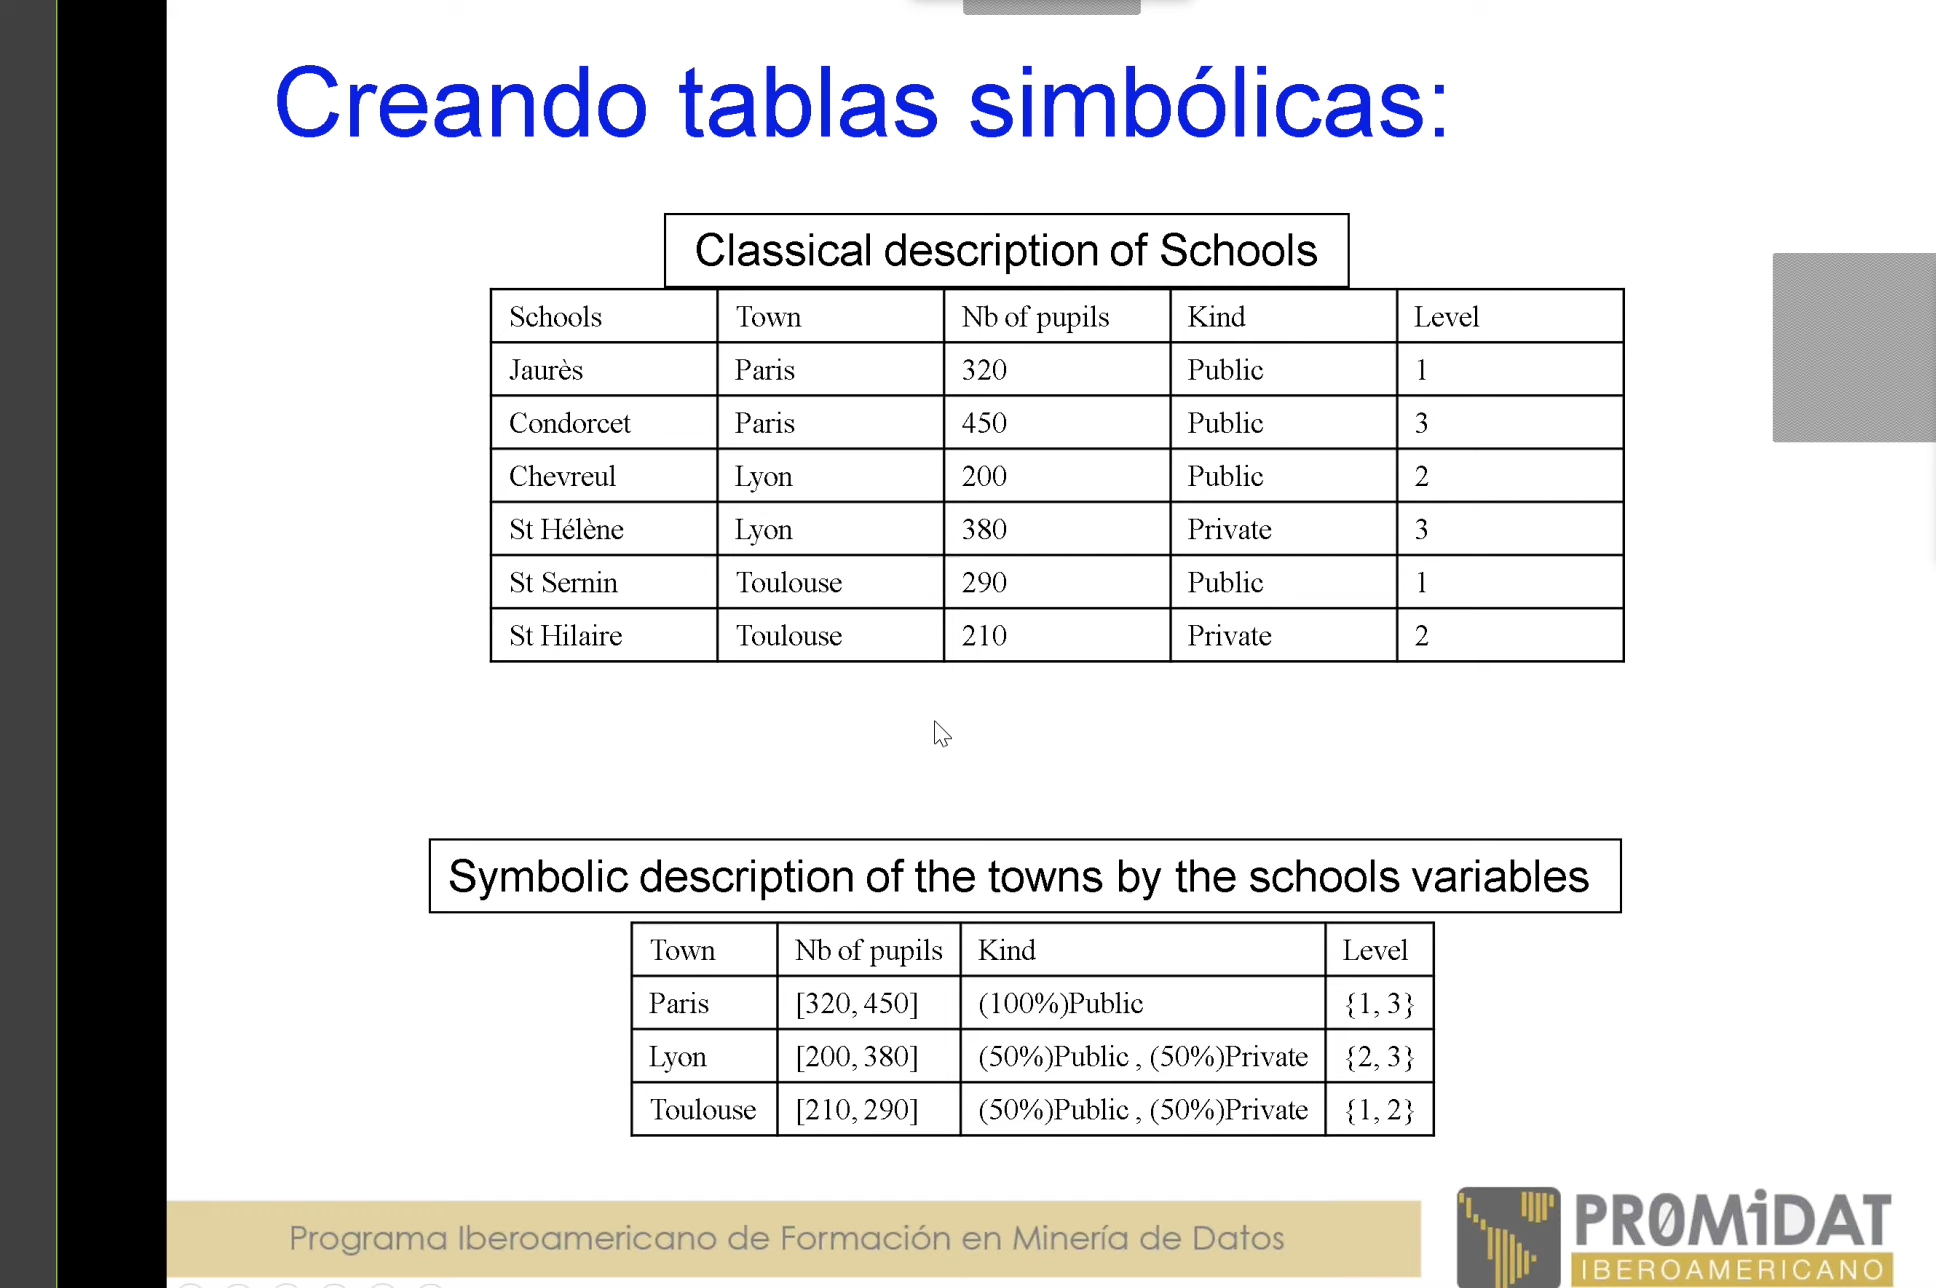 Creando tablas simbólicas:
Classical description of Schools
Schools Town Nb of pupils Kind Level
Jaurès Paris 320 Public 1
Condorcet Paris 450 Public 3
Chevreul Lyon 200 Public 2
St Hélène Lyon 380 Private 3
St Sernin Toulouse 290 Public 1
St Hilaire Toulouse 210 Private 2
Symbolic description of the towns by the schools variables
Town Nb of pupils Kind Level
Paris [320, 450] (100%)Public {1, 3}
Lyon [200, 380] (50%)Public , (50%)Private {2, 3}
Toulouse [210, 290] (50%)Public , (50%)Private {1, 2}
Programa Iberoamericano de Formación en Minería de Datos
PR0MiDAT
IBEROAMERICANO